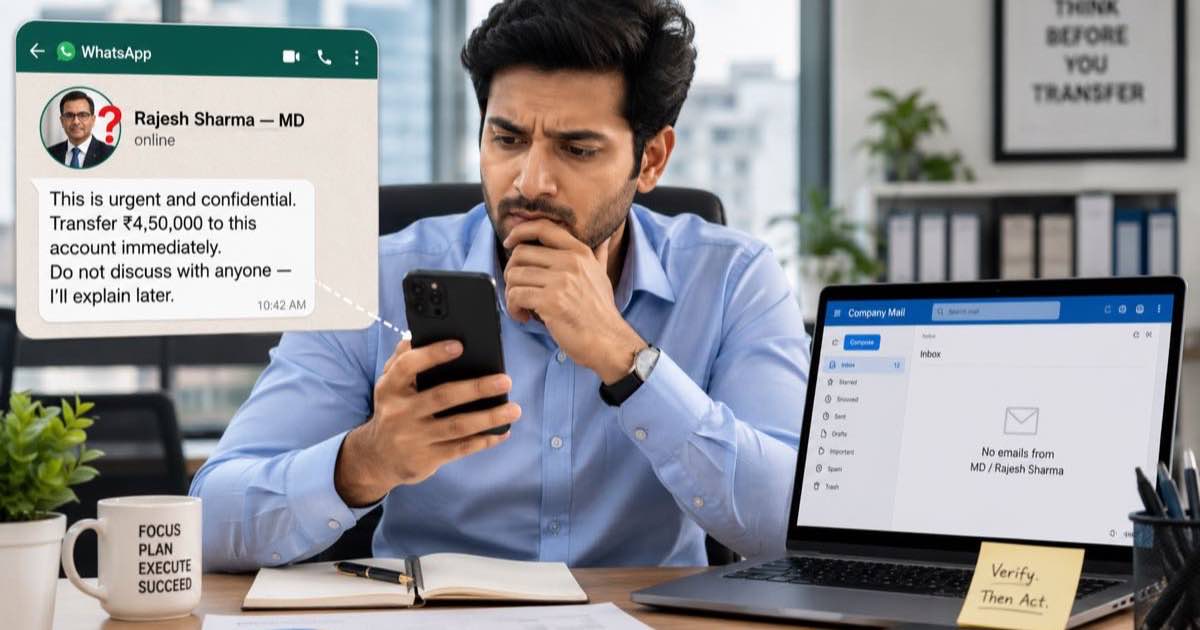 WhatsApp
Rajesh Sharma — MD
online
This is urgent and confidential.
Transfer ₹4,50,000 to this
account immediately.
Do not discuss with anyone —
I'll explain later.
10:42 AM
THINK
BEFORE
YOU
TRANSFER
Company Mail
Search mail
Compose
Inbox
Inbox 12
Starred
Snoozed
Sent
Drafts
Important
Spam
Trash
No emails from
MD / Rajesh Sharma
FOCUS
PLAN
EXECUTE
SUCCEED
Verify.
Then Act.